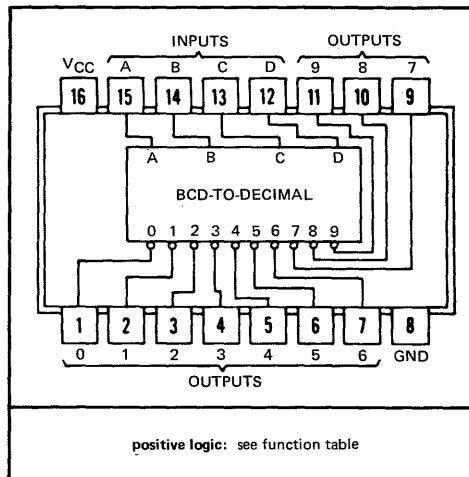 INPUTS OUTPUTS
VCC A B C D 9 8 7
16 15 14 13 12 11 10 9
A B C D
BCD-TO-DECIMAL
0 1 2 3 4 5 6 7 8 9
1 2 3 4 5 6 7 8
0 1 2 3 4 5 6 GND
OUTPUTS
positive logic: see function table